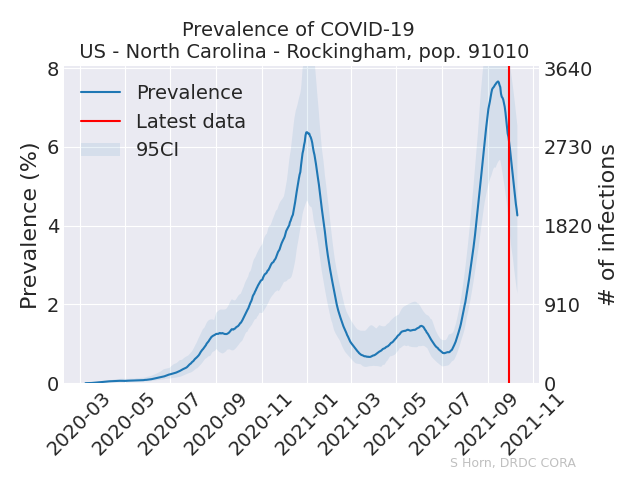 Prevalence of COVID-19
US - North Carolina - Rockingham, pop. 91010
Prevalence
Latest data
95CI
Prevalence (%)
8
6
4
2
0
# of infections
3640
2730
1820
910
0
2020-03
2020-05
2020-07
2020-09
2020-11
2021-01
2021-03
2021-05
2021-07
2021-09
2021-11
S Horn, DRDC CORA